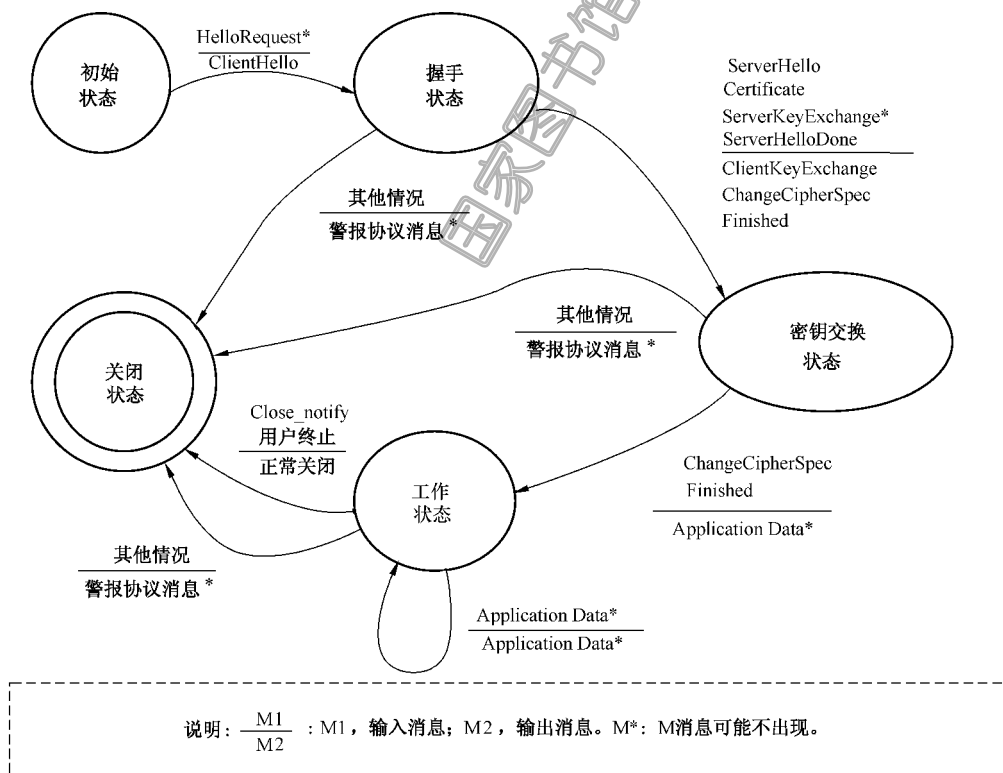 初始
状态
HelloRequest*
ClientHello
握手
状态
ServerHello
Certificate
ServerKeyExchange*
ServerHelloDone
ClientKeyExchange
ChangeCipherSpec
Finished
其他情况
警报协议消息*
其他情况
警报协议消息*
密钥交换
状态
关闭
状态
Close_notify
用户终止
正常关闭
工作
状态
ChangeCipherSpec
Finished
Application Data*
其他情况
警报协议消息*
Application Data*
Application Data*
说明: M1
M2
: M1, 输入消息; M2, 输出消息。M*: M消息可能不出现。
国家图书馆